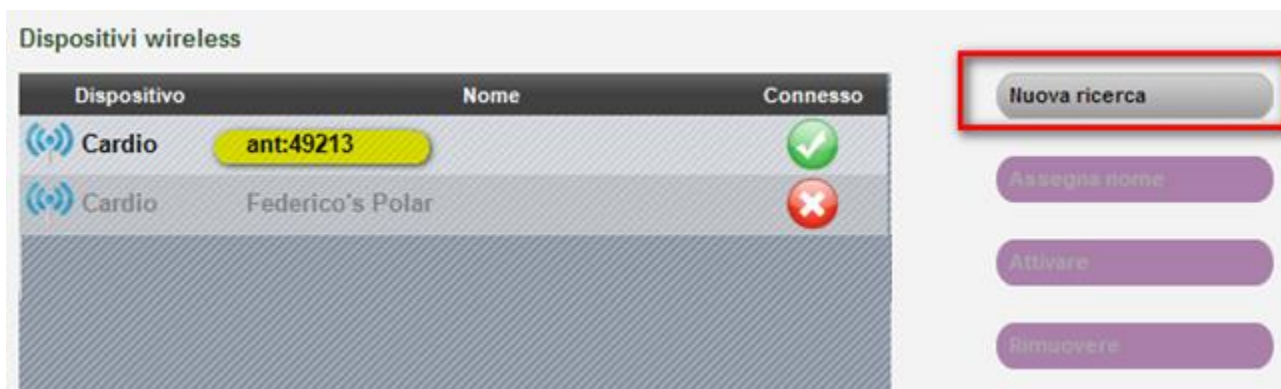 Dispositivi wireless
Dispositivo Nome Connesso
Cardio ant:49213
Cardio Federico's Polar
Nuova ricerca
Assegna nome
Attivare
Rimuovere